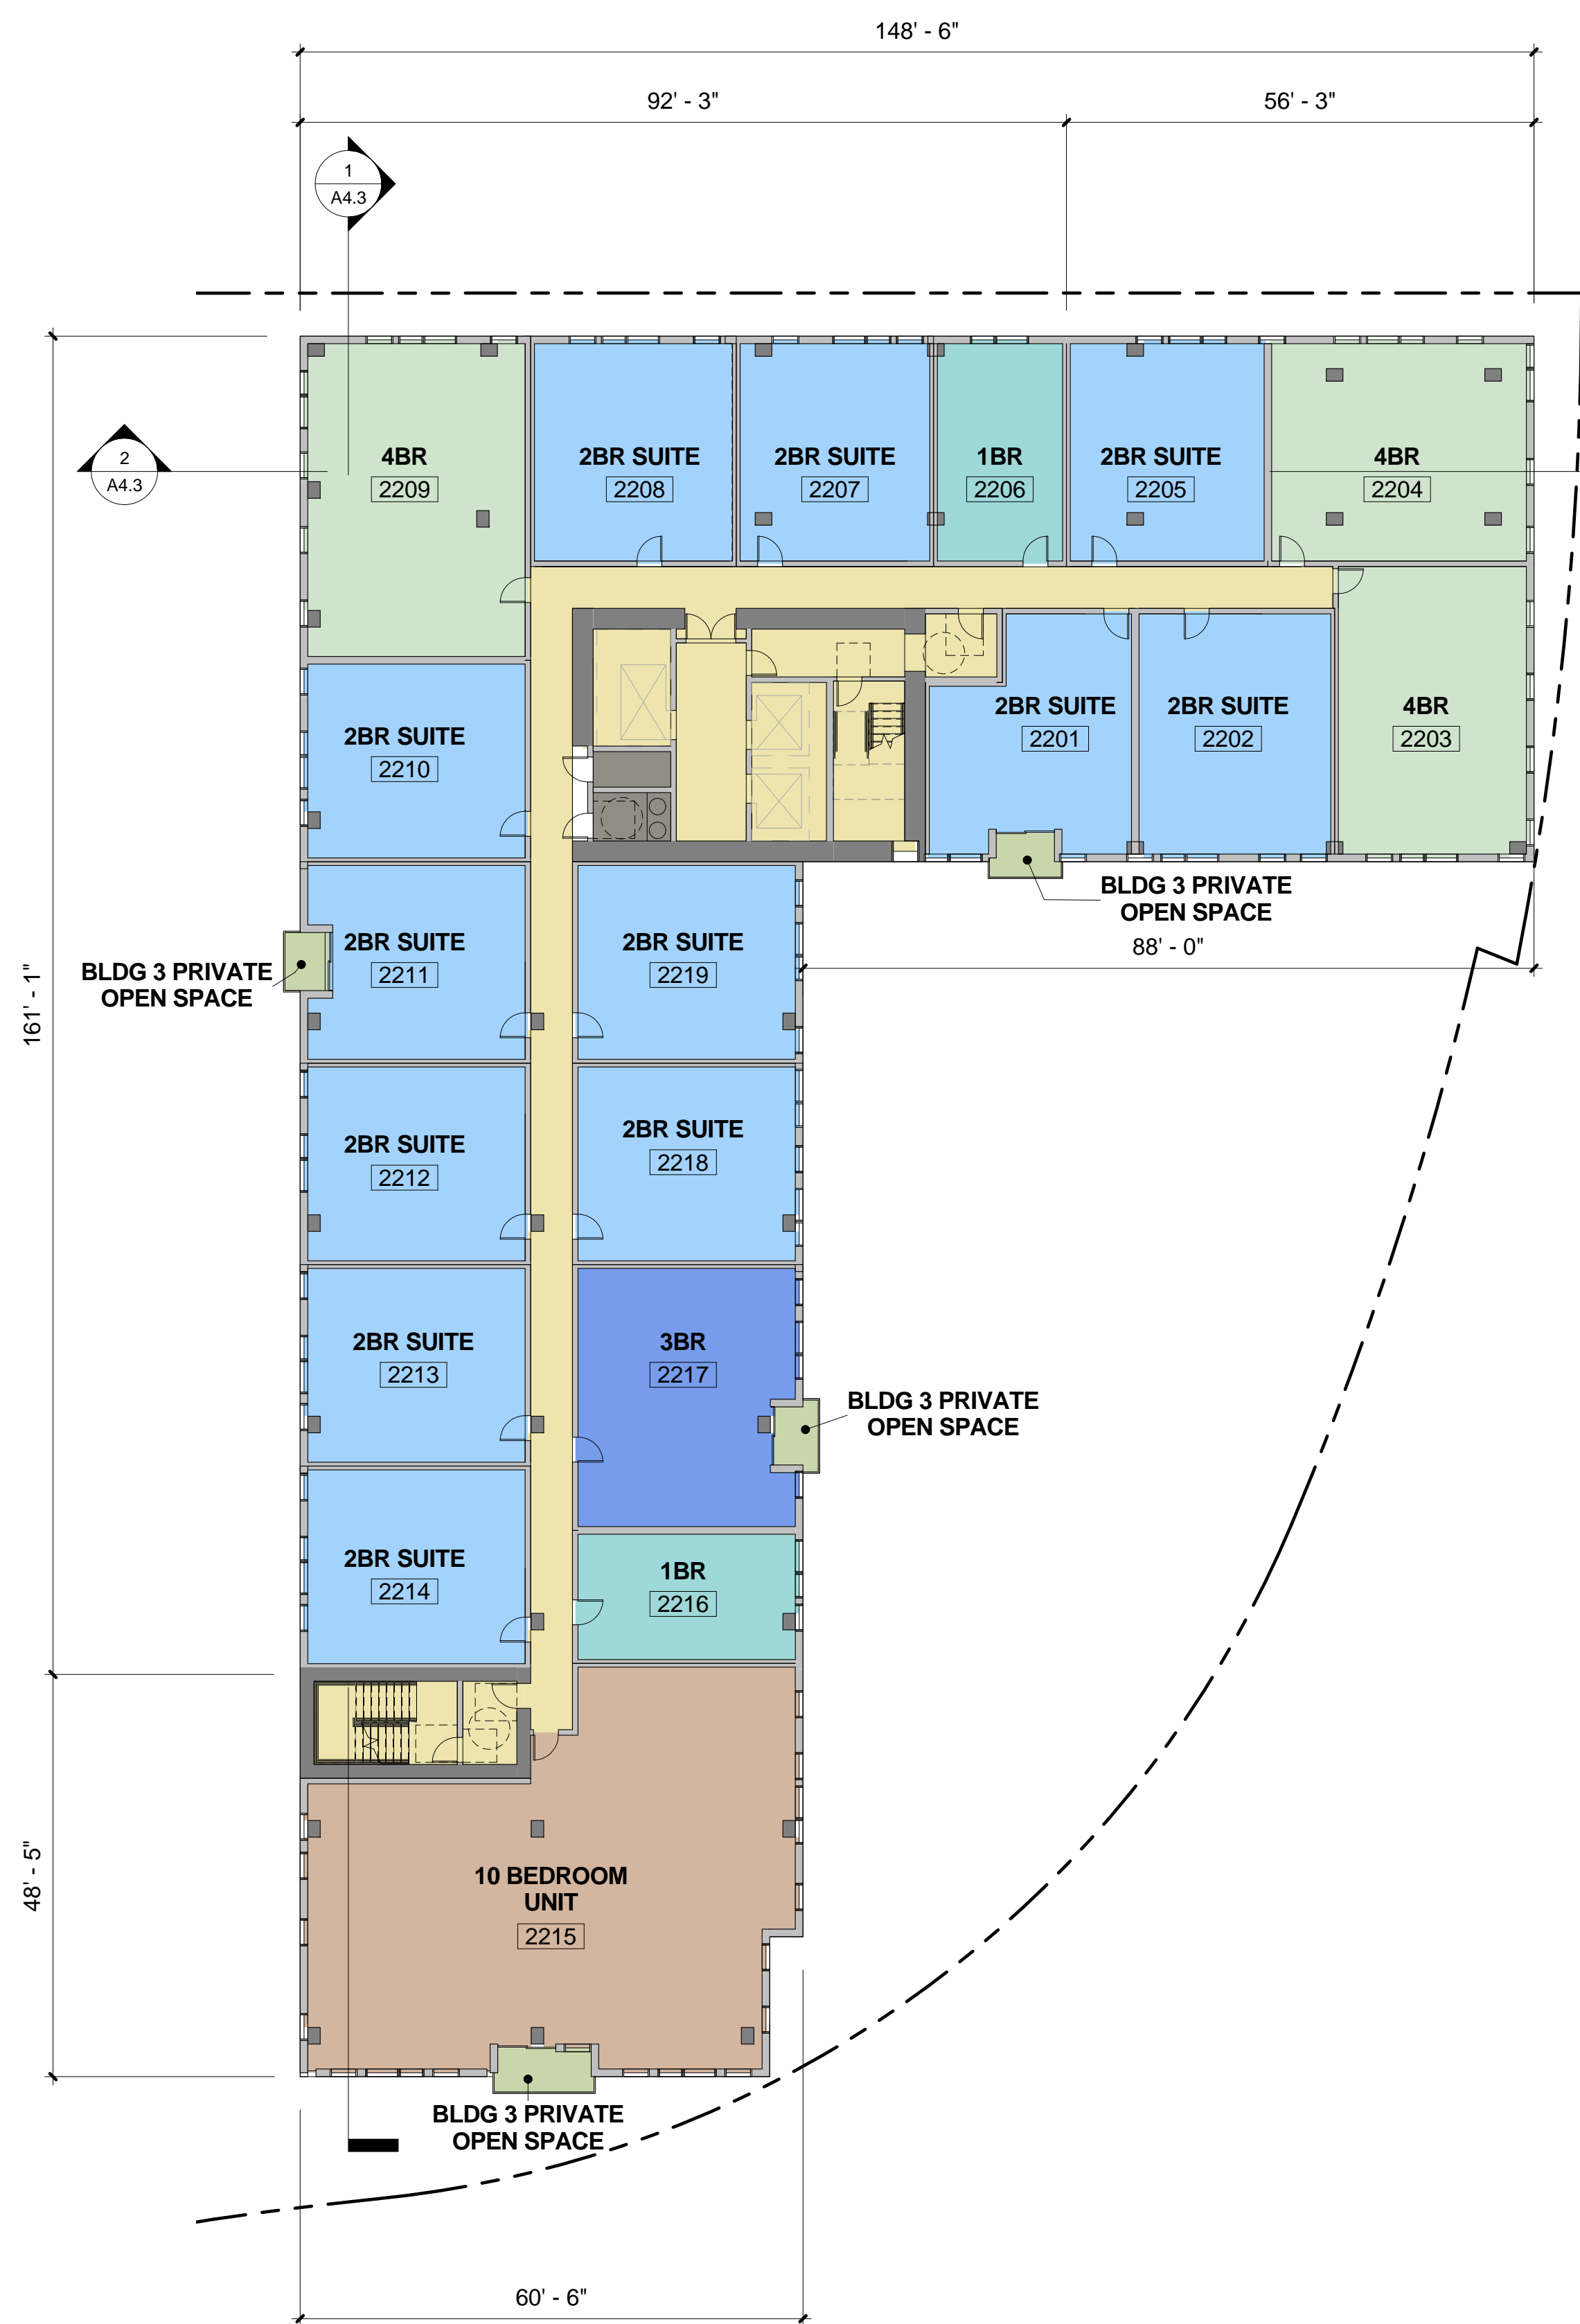 148' - 6"
92' - 3"
56' - 3"
1
A4.3
2
A4.3
4BR
2209
2BR SUITE
2208
2BR SUITE
2207
1BR
2206
2BR SUITE
2205
4BR
2204
2BR SUITE
2210
2BR SUITE
2201
2BR SUITE
2202
4BR
2203
BLDG 3 PRIVATE
OPEN SPACE
88' - 0"
161' - 1"
BLDG 3 PRIVATE
OPEN SPACE
2BR SUITE
2211
2BR SUITE
2219
2BR SUITE
2212
2BR SUITE
2218
2BR SUITE
2213
3BR
2217
BLDG 3 PRIVATE
OPEN SPACE
2BR SUITE
2214
1BR
2216
48' - 5"
10 BEDROOM
UNIT
2215
BLDG 3 PRIVATE
OPEN SPACE
60' - 6"